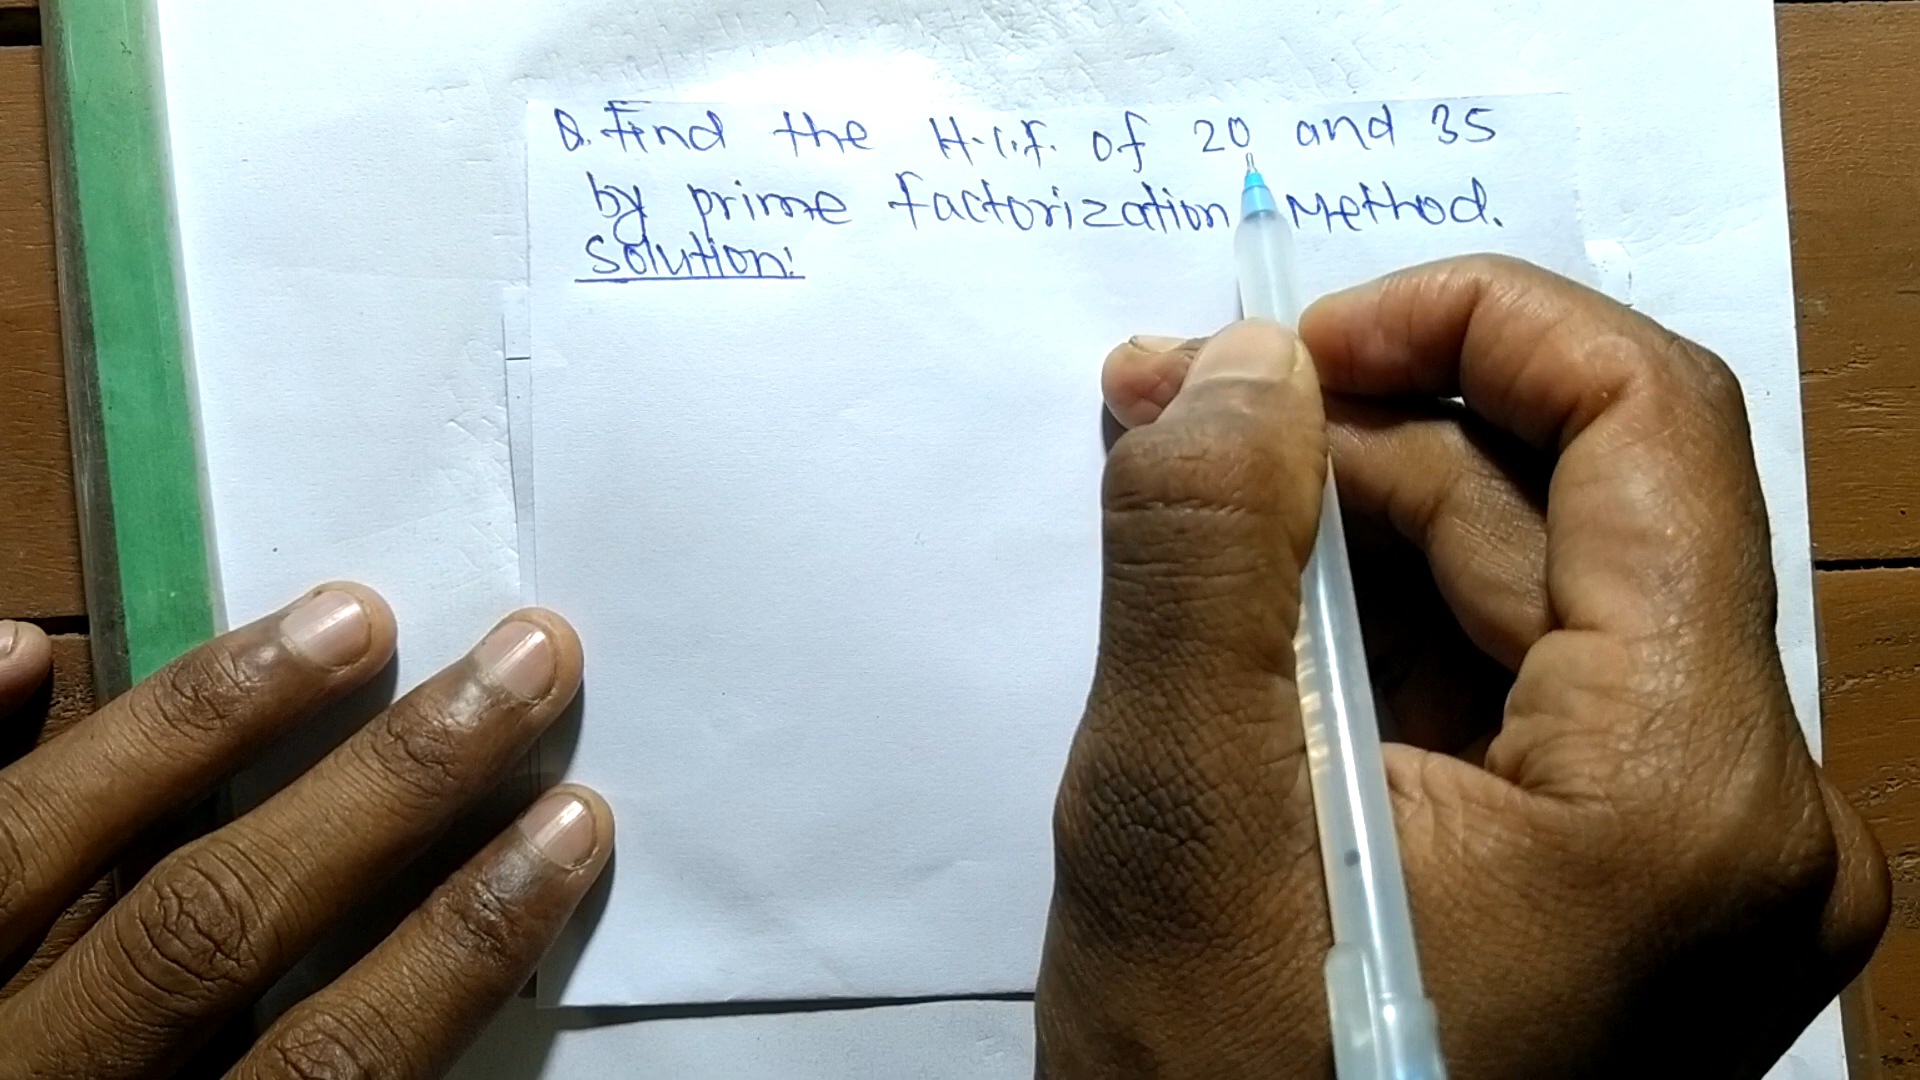 Q. Find the H.C.F. of 20 and 35
by prime factorization Method.
Solution: